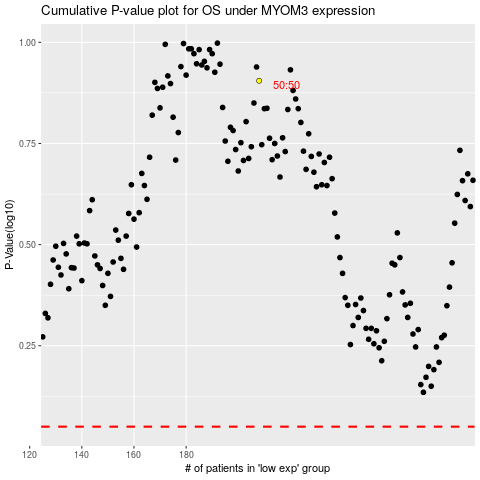 Cumulative P-value plot for OS under MYOM3 expression
1.00
50:50
0.75
P-Value(log10)
0.50
0.25
120 140 160 180
# of patients in 'low exp' group